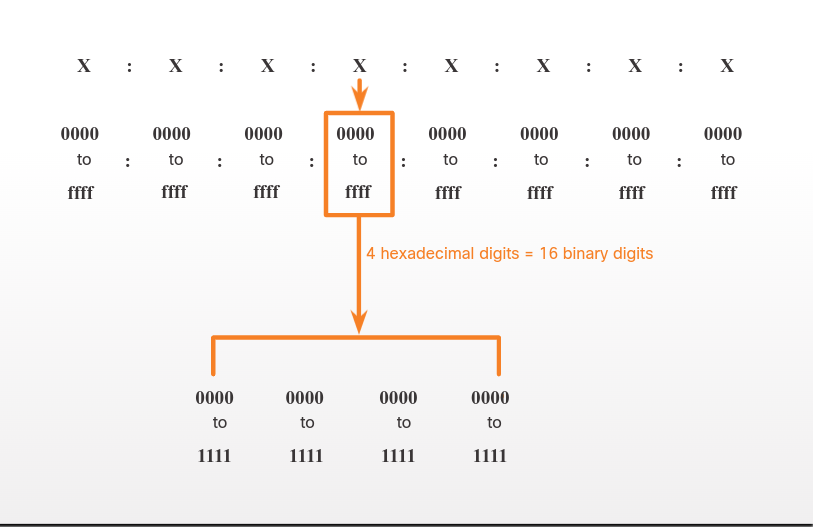 X : X : X : X : X : X : X : X
0000 0000 0000 0000 0000 0000 0000 0000
to : to : to : to : to : to : to : to
ffff ffff ffff ffff ffff ffff ffff ffff
4 hexadecimal digits = 16 binary digits
0000 0000 0000 0000
to to to to
1111 1111 1111 1111